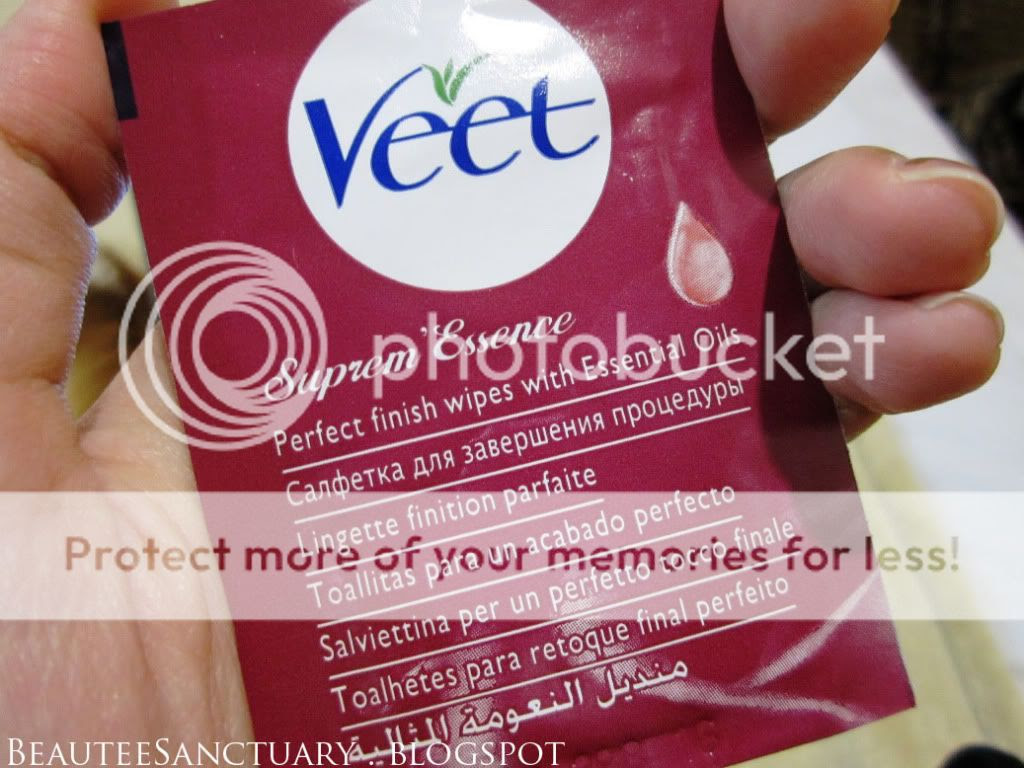 Veet
Suprem'Essence
Perfect finish wipes with Essential Oils
Салфетка для завершения процедуры
Lingette finition parfaite
Toallitas para un acabado perfecto
Salviettina per un perfetto tocco finale
Toalhetes para retoque final perfeito
منديل النعومة المثالية
photobucket
Protect more of your memories for less!
BEAUTEESANCTUARY . BLOGSPOT